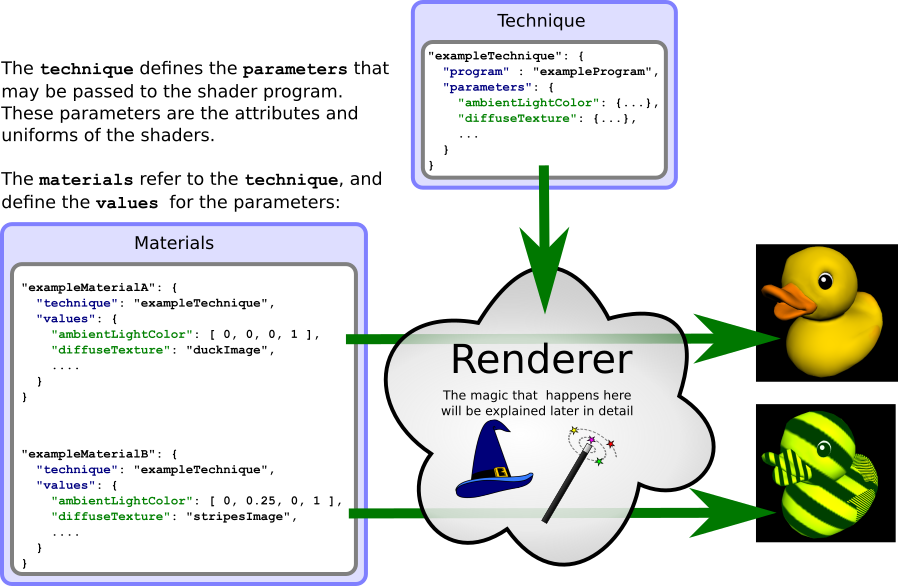 Technique
"exampleTechnique": {
"program" : "exampleProgram",
"parameters": {
"ambientLightColor": {...},
"diffuseTexture": {...},
...
}
}
The technique defines the parameters that
may be passed to the shader program.
These parameters are the attributes and
uniforms of the shaders.
The materials refer to the technique, and
define the values for the parameters:
Materials
"exampleMaterialA": {
"technique": "exampleTechnique",
"values": {
"ambientLightColor": [ 0, 0, 0, 1 ],
"diffuseTexture": "duckImage",
....
}
}
"exampleMaterialB": {
"technique": "exampleTechnique",
"values": {
"ambientLightColor": [ 0, 0.25, 0, 1 ],
"diffuseTexture": "stripesImage",
....
}
}
Renderer
The magic that happens here
will be explained later in detail